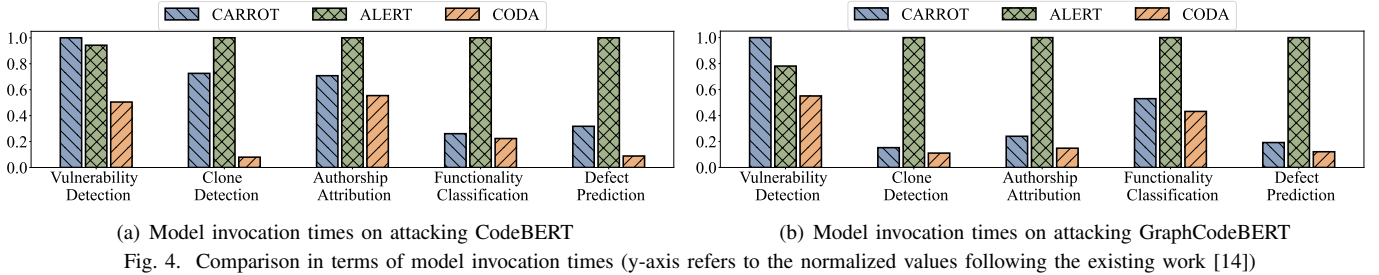 CARROT ALERT CODA
1.0
0.8
0.6
0.4
0.2
0.0
Vulnerability Detection
Clone Detection
Authorship Attribution
Functionality Classification
Defect Prediction
(a) Model invocation times on attacking CodeBERT
CARROT ALERT CODA
1.0
0.8
0.6
0.4
0.2
0.0
Vulnerability Detection
Clone Detection
Authorship Attribution
Functionality Classification
Defect Prediction
(b) Model invocation times on attacking GraphCodeBERT
Fig. 4. Comparison in terms of model invocation times (y-axis refers to the normalized values following the existing work [14])